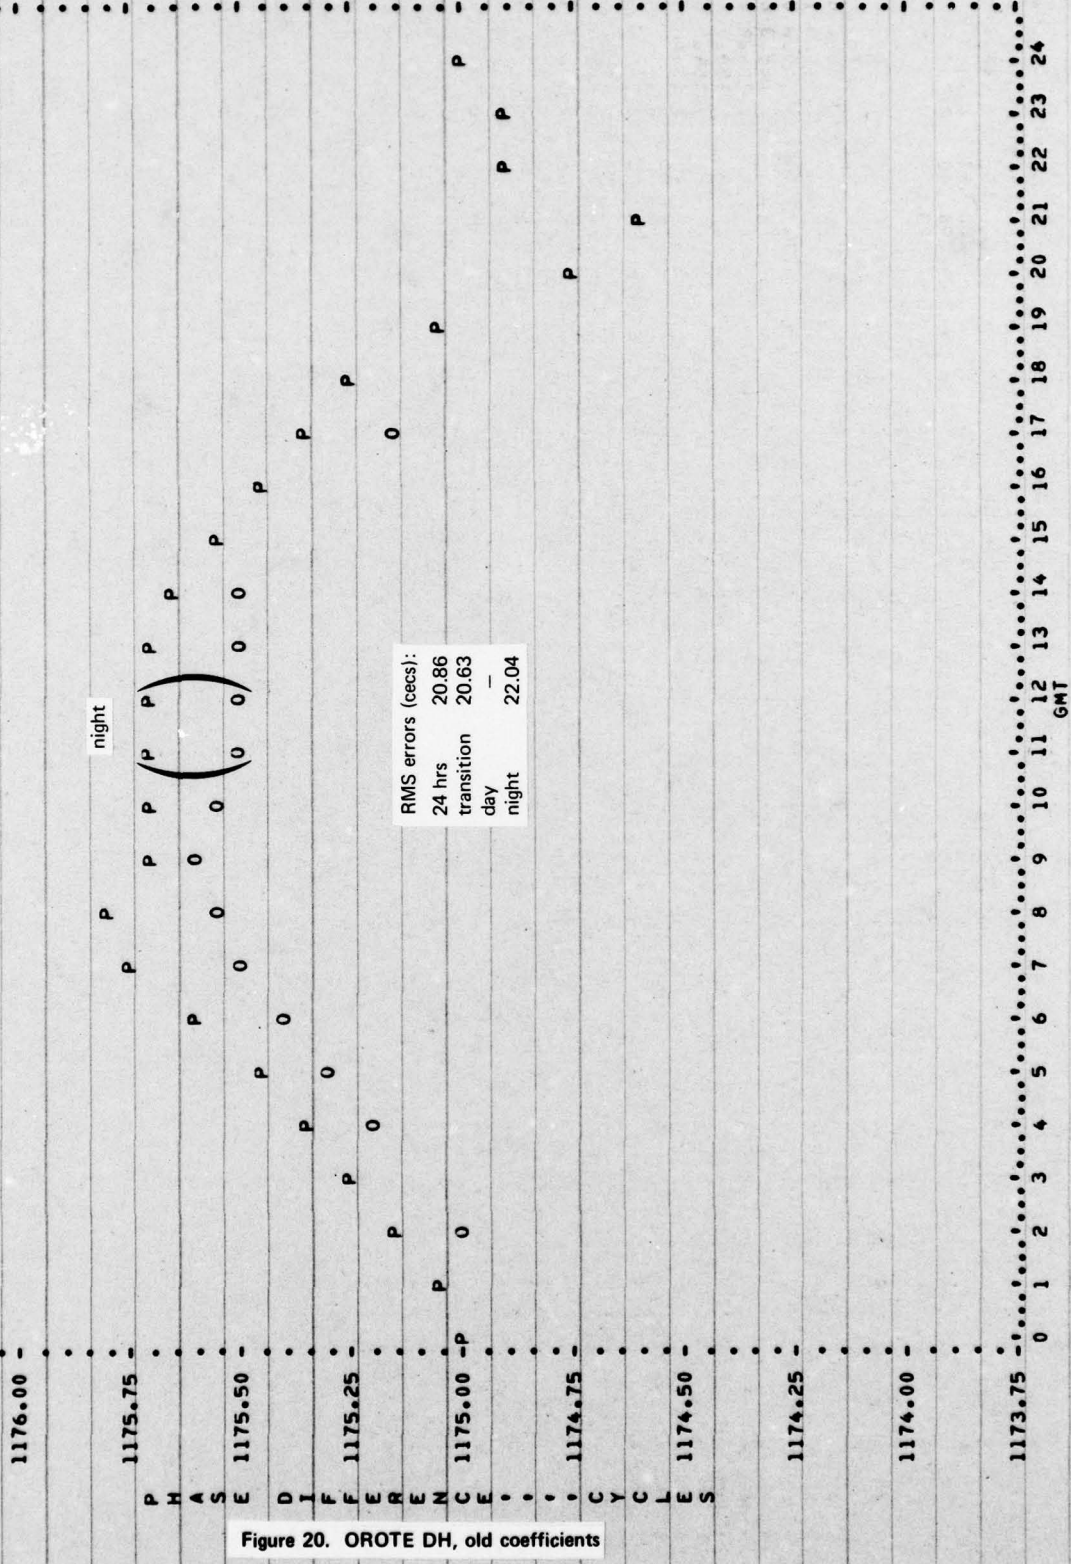 1176.00
1175.75
1175.50
1175.25
1175.00
1174.75
1174.50
1174.25
1174.00
1173.75
PHASE DIFFERENCE,,,,CYCLES
night
P P P P P P P P P P P P P P P P P P P P P P P P P
O O O O O O O O O O O O O
RMS errors (cecs):
24 hrs 20.86
transition 20.63
day –
night 22.04
0 1 2 3 4 5 6 7 8 9 10 11 12 13 14 15 16 17 18 19 20 21 22 23 24
GMT
Figure 20. OROTE DH, old coefficients